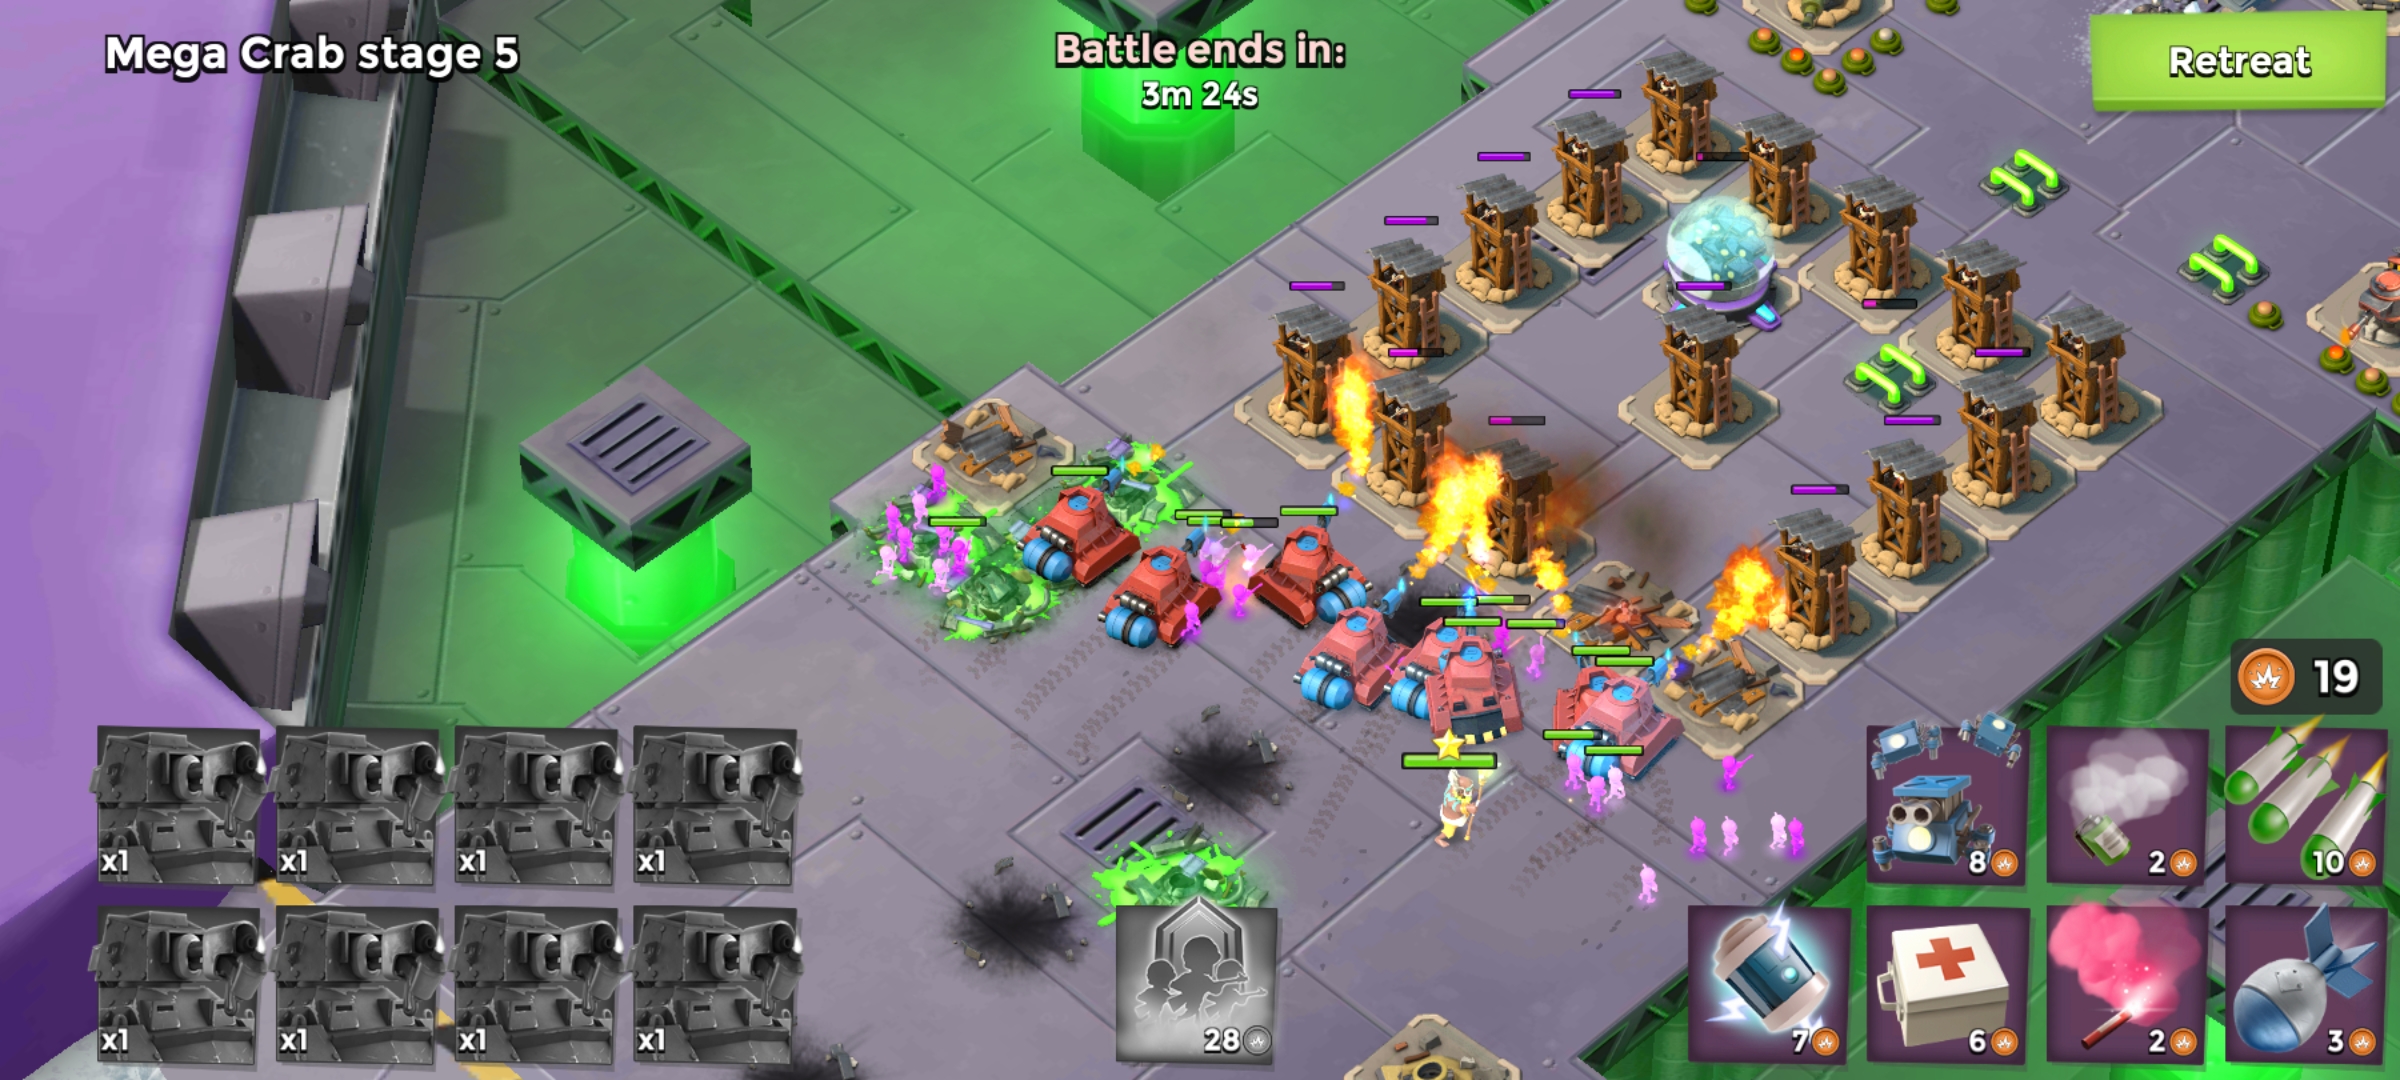 Mega Crab stage 5
Battle ends in:
3m 24s
Retreat
19
x1
x1
x1
x1
8
2
10
x1
x1
x1
x1
28
7
6
2
3